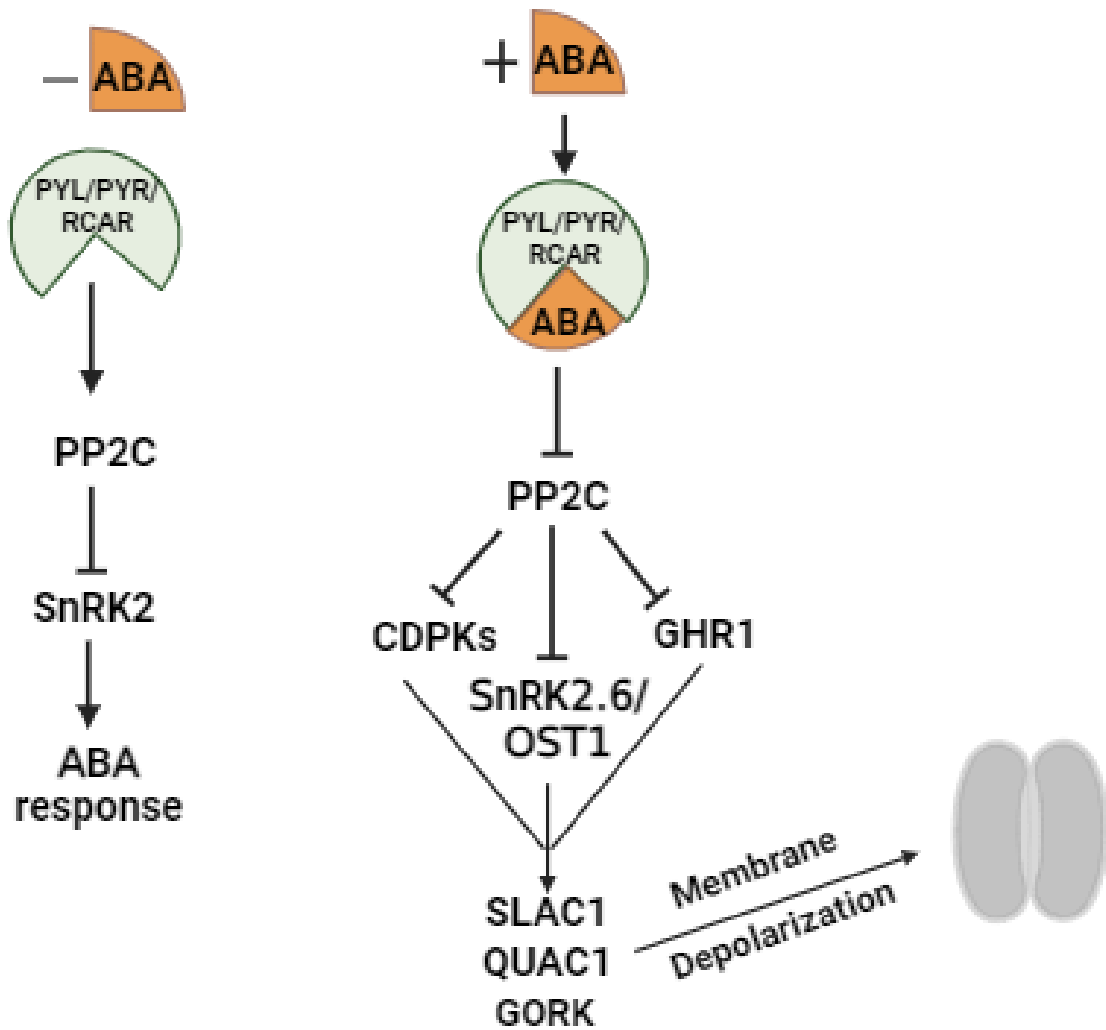 − ABA
PYL/PYR/
RCAR
PP2C
SnRK2
ABA
response
+ ABA
PYL/PYR/
RCAR
ABA
PP2C
CDPKs
GHR1
SnRK2.6/
OST1
SLAC1
QUAC1
GORK
Membrane
Depolarization